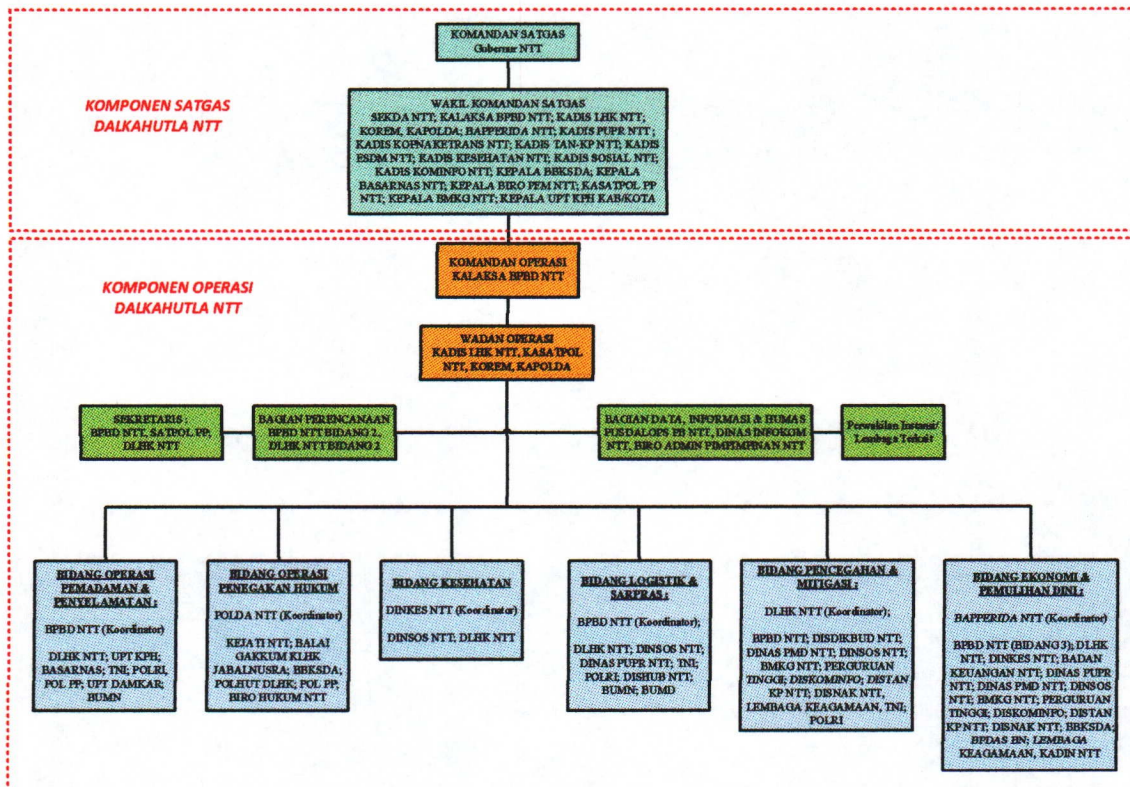 KOMANDAN SATGAS
Gubernur NTT
KOMPONEN SATGAS
DALKAHUTLA NTT
WAKIL KOMANDAN SATGAS
SEKDA NTT; KALAKSA BPBD NTT; KADIS LHK NTT;
KOREM, KAPOLDA; BAPPERIDA NTT; KADIS PUPR NTT ;
KADIS KOPNAKETRANS NTT; KADIS TAN-KP NTT; KADIS
ESDM NTT; KADIS KESEHATAN NTT; KADIS SOSIAL NTT;
KADIS KOMINFO NTT; KEPALA BBKSDA; KEPALA
BASARNAS NTT; KEPALA BIRO PEM NTT; KASATPOL PP
NTT; KEPALA BMKG NTT; KEPALA UPT KPH KAB/KOTA
KOMANDAN OPERASI
KALAKSA BPBD NTT
KOMPONEN OPERASI
DALKAHUTLA NTT
WADAN OPERASI
KADIS LHK NTT, KASATPOL
NTT, KOREM, KAPOLDA
SEKRETARIS :
BPBD NTT, SATPOL PP,
DLHK NTT
BAGIAN PERENCANAAN
BPBD NTT BIDANG 2,
DLHK NTT BIDANG 2
BAGIAN DATA, INFORMASI & HUMAS
PUSDALOPS PB NTT, DINAS INFOKOM
NTT, BIRO ADMIN PIMPIMPINAN NTT
Perwakilan Instansi/
Lembaga Terkait
BIDANG OPERASI
PEMADAMAN &
PENYELAMATAN :
BPBD NTT (Koordinator)
DLHK NTT; UPT KPH;
BASARNAS; TNI; POLRI,
POL PP; UPT DAMKAR;
BUMN
BIDANG OPERASI
PENEGAKAN HUKUM
POLDA NTT (Koordinator)
KEJATI NTT; BALAI
GAKKUM KLHK
JABALNUSRA; BBKSDA;
POLHUT DLHK; POL PP;
BIRO HUKUM NTT
BIDANG KESEHATAN
DINKES NTT (Koordinator)
DINSOS NTT; DLHK NTT
BIDANG LOGISTIK &
SARPRAS :
BPBD NTT (Koordinator);
DLHK NTT; DINSOS NTT;
DINAS PUPR NTT; TNI;
POLRI; DISHUB NTT;
BUMN; BUMD
BIDANG PENCEGAHAN &
MITIGASI :
DLHK NTT (Koordinator);
BPBD NTT; DISDIKBUD NTT;
DINAS PMD NTT; DINSOS NTT;
BMKG NTT; PERGURUAN
TINGGI; DISKOMINFO; DISTAN
KP NTT; DISNAK NTT,
LEMBAGA KEAGAMAAN, TNI;
POLRI
BIDANG EKONOMI &
PEMULIHAN DINI :
BAPPERIDA NTT (Koordinator)
BPBD NTT (BIDANG 3); DLHK
NTT; DINKES NTT; BADAN
KEUANGAN NTT; DINAS PUPR
NTT; DINAS PMD NTT; DINSOS
NTT; BMKG NTT; PERGURUAN
TINGGI; DISKOMINFO; DISTAN
KP NTT; DISNAK NTT; BBKSDA;
BPDAS BN; LEMBAGA
KEAGAMAAN, KADIN NTT